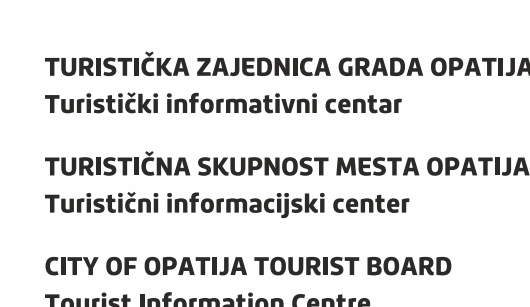 TURISTIČKA ZAJEDNICA GRADA OPATIJA
Turistički informativni centar
TURISTIČNA SKUPNOST MESTA OPATIJA
Turistični informacijski center
CITY OF OPATIJA TOURIST BOARD
Tourist Information Centre